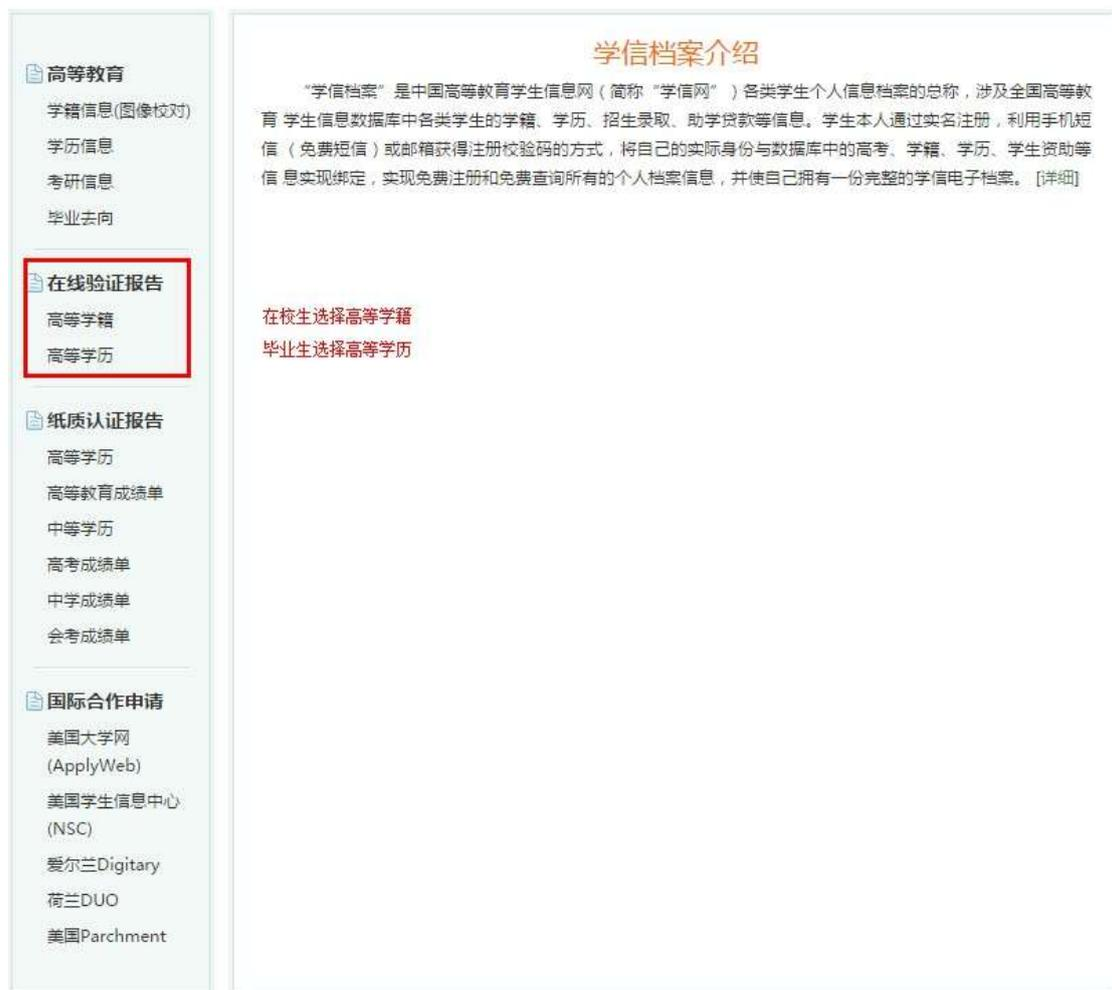 高等教育
学籍信息(图像校对)
学历信息
考研信息
毕业去向
在线验证报告
高等学籍
高等学历
纸质认证报告
高等学历
高等教育成绩单
中等学历
高考成绩单
中学成绩单
会考成绩单
国际合作申请
美国大学网
(ApplyWeb)
美国学生信息中心
(NSC)
爱尔兰Digitary
荷兰DUO
美国Parchment
学信档案介绍
“学信档案”是中国高等教育学生信息网(简称“学信网”)各类学生个人信息档案的总称,涉及全国高等教
育 学生信息数据库中各类学生的学籍、学历、招生录取、助学贷款等信息。学生本人通过实名注册,利用手机短
信 (免费短信)或邮箱获得注册校验码的方式,将自己的实际身份与数据库中的高考、学籍、学历、学生资助等
信 息实现绑定,实现免费注册和免费查询所有的个人档案信息,并使自己拥有一份完整的学信电子档案。 [详细]
在校生选择高等学籍
毕业生选择高等学历